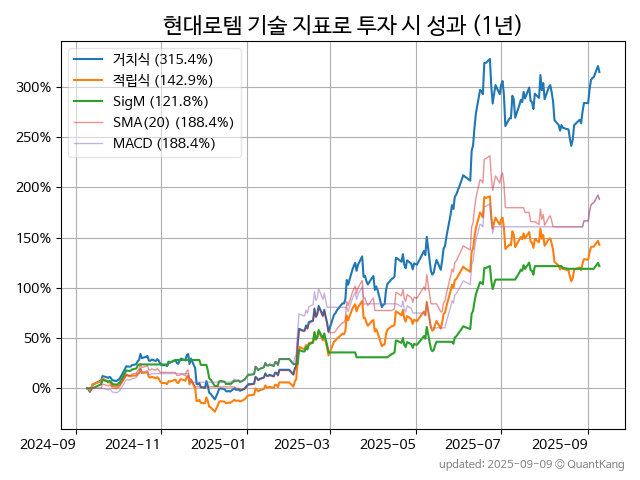 현대로템 기술 지표로 투자 시 성과 (1년)
거치식 (315.4%)
적립식 (142.9%)
SigM (121.8%)
SMA(20) (188.4%)
MACD (188.4%)
300%
250%
200%
150%
100%
50%
0%
2024-09 2024-11 2025-01 2025-03 2025-05 2025-07 2025-09
updated: 2025-09-09 © QuantKang